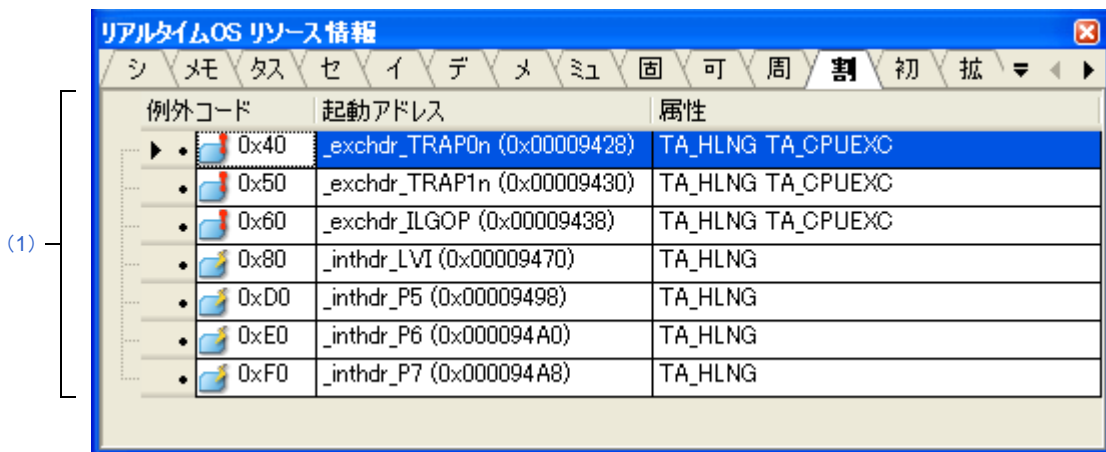 リアルタイムOS リソース情報
シ メモ タス セ イ デ メ ミュ 固 可 周 割 初 拡
例外コード 起動アドレス 属性
0x40 _exchdr_TRAP0n (0x00009428) TA_HLNG TA_CPUEXC
0x50 _exchdr_TRAP1n (0x00009430) TA_HLNG TA_CPUEXC
0x60 _exchdr_ILGOP (0x00009438) TA_HLNG TA_CPUEXC
(1)
0x80 _inthdr_LVI (0x00009470) TA_HLNG
0xD0 _inthdr_P5 (0x00009498) TA_HLNG
0xE0 _inthdr_P6 (0x000094A0) TA_HLNG
0xF0 _inthdr_P7 (0x000094A8) TA_HLNG